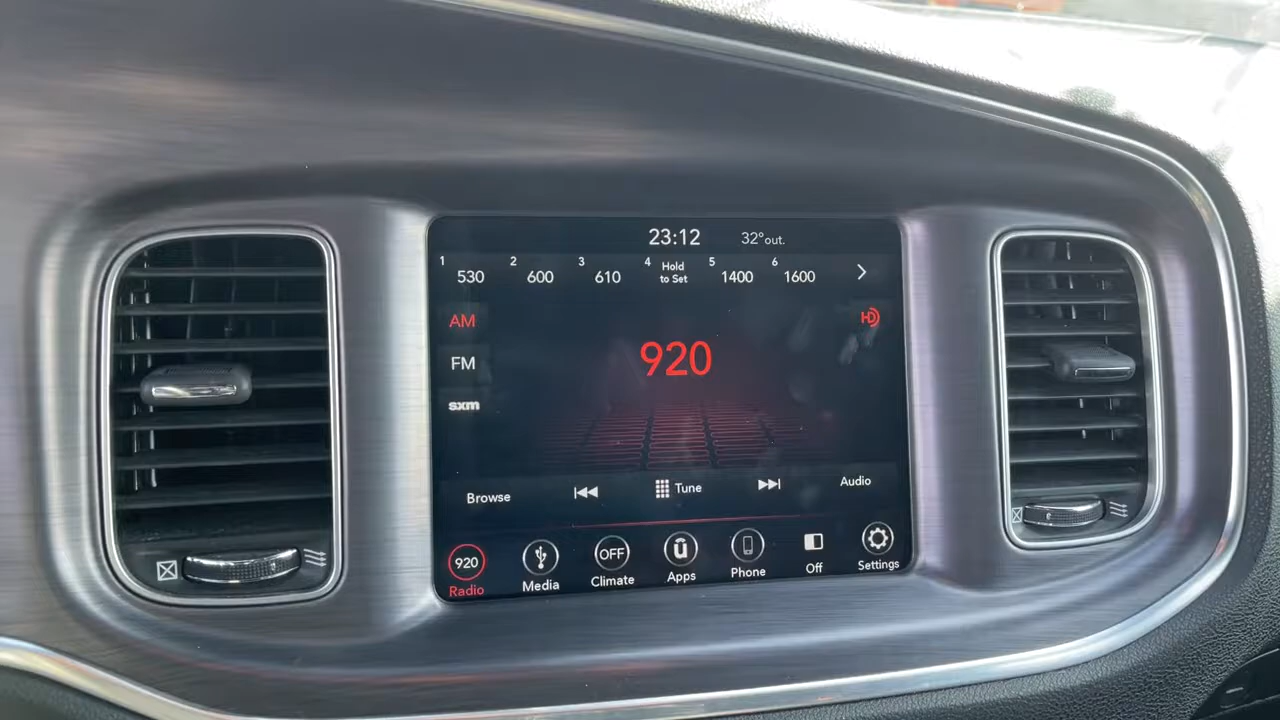 23:12 32° out.
1 530 2 600 3 610 4 Hold to Set 5 1400 6 1600
AM
HD
920
FM
sxm
Browse Tune Audio
920 OFF
Radio Media Climate Apps Phone Off Settings